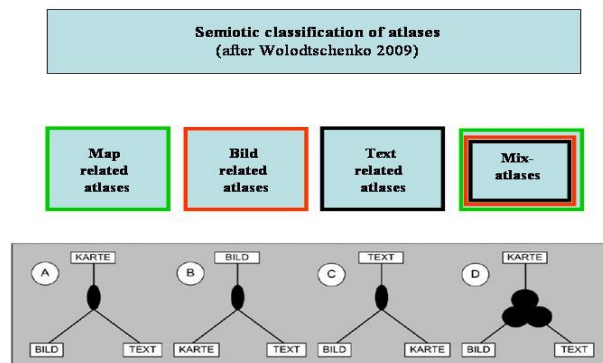 Semiotic classification of atlases
(after Wolodtschenko 2009)
Map
related
atlases
Bild
related
atlases
Text
related
atlases
Mix-
atlases
A
KARTE
BILD
TEXT
B
BILD
KARTE
TEXT
C
TEXT
BILD
KARTE
D
KARTE
BILD
TEXT